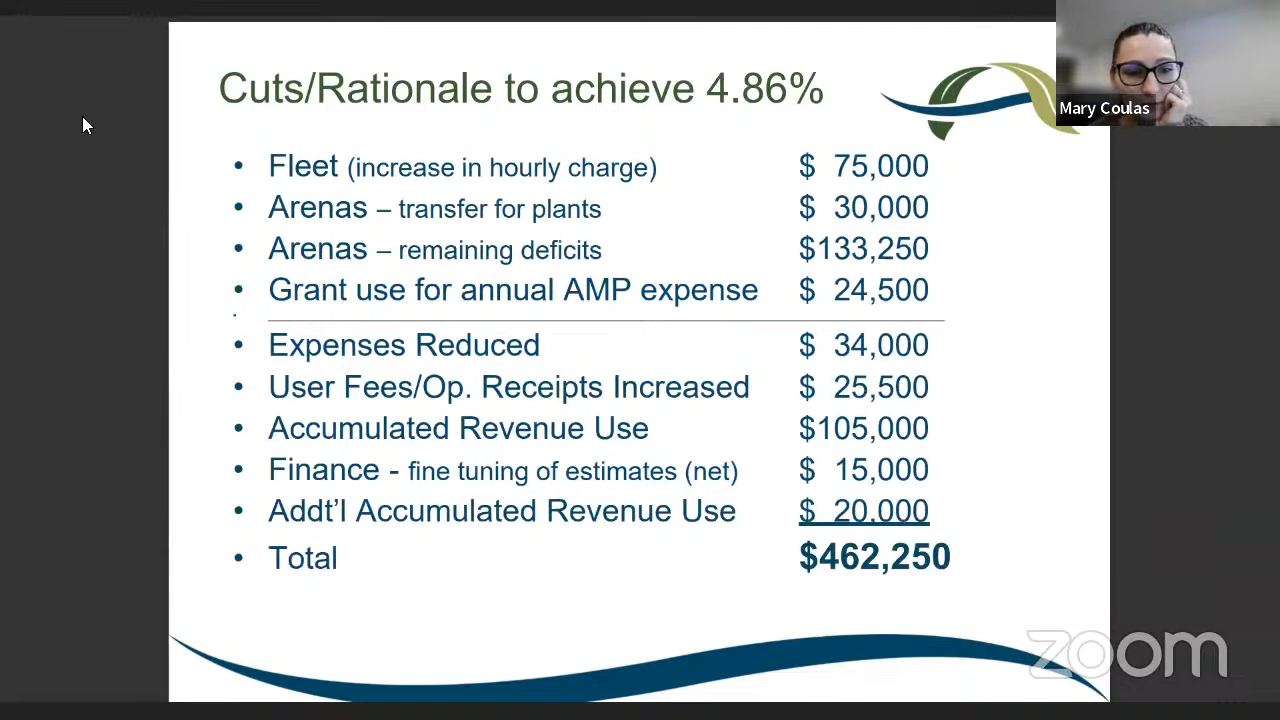 Cuts/Rationale to achieve 4.86%
Mary Coulas
• Fleet (increase in hourly charge) $ 75,000
• Arenas – transfer for plants $ 30,000
• Arenas – remaining deficits $133,250
• Grant use for annual AMP expense $ 24,500
• Expenses Reduced $ 34,000
• User Fees/Op. Receipts Increased $ 25,500
• Accumulated Revenue Use $105,000
• Finance - fine tuning of estimates (net) $ 15,000
• Addt’l Accumulated Revenue Use $ 20,000
• Total $462,250
zoom